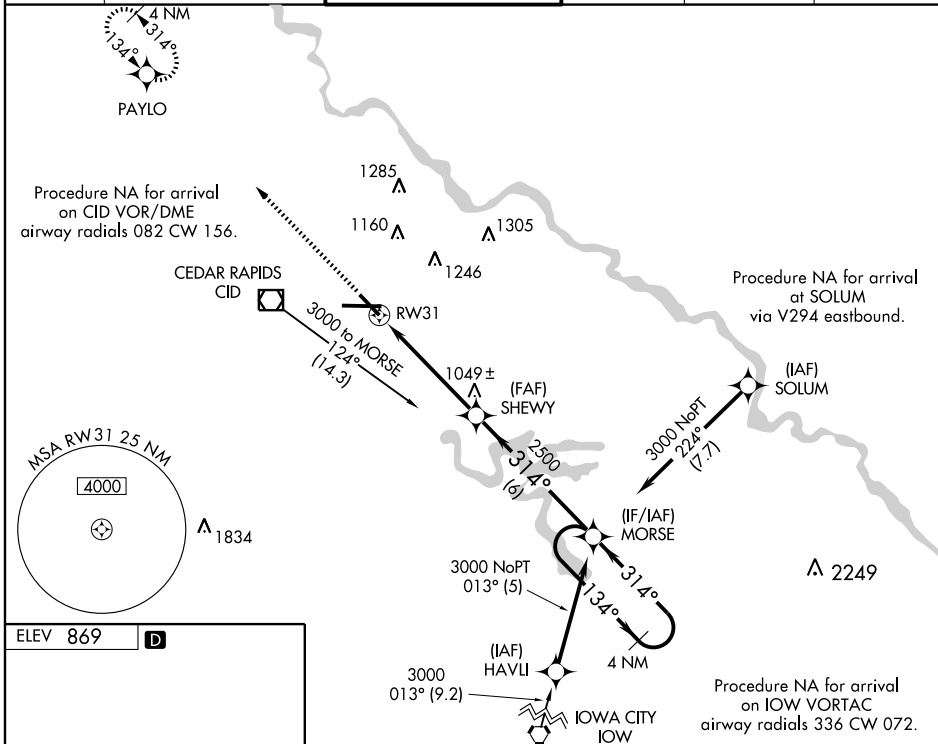 4 NM
314°
134°
PAYLO
Procedure NA for arrival
on CID VOR/DME
airway radials 082 CW 156.
1285
1160
1305
1246
CEDAR RAPIDS
CID
RW31
3000 to MORSE
124°
(14.3)
Procedure NA for arrival
at SOLUM
via V294 eastbound.
1049±
(FAF)
SHEWY
(IAF)
SOLUM
3000 NoPT
224°
(7.7)
2500
314°
(6)
MSA RW31 25 NM
4000
1834
(IF/IAF)
MORSE
3000 NoPT
013° (5)
314°
134°
4 NM
2249
ELEV 869 D
(IAF)
HAVLI
3000
013° (9.2)
IOWA CITY
IOW
Procedure NA for arrival
on IOW VORTAC
airway radials 336 CW 072.